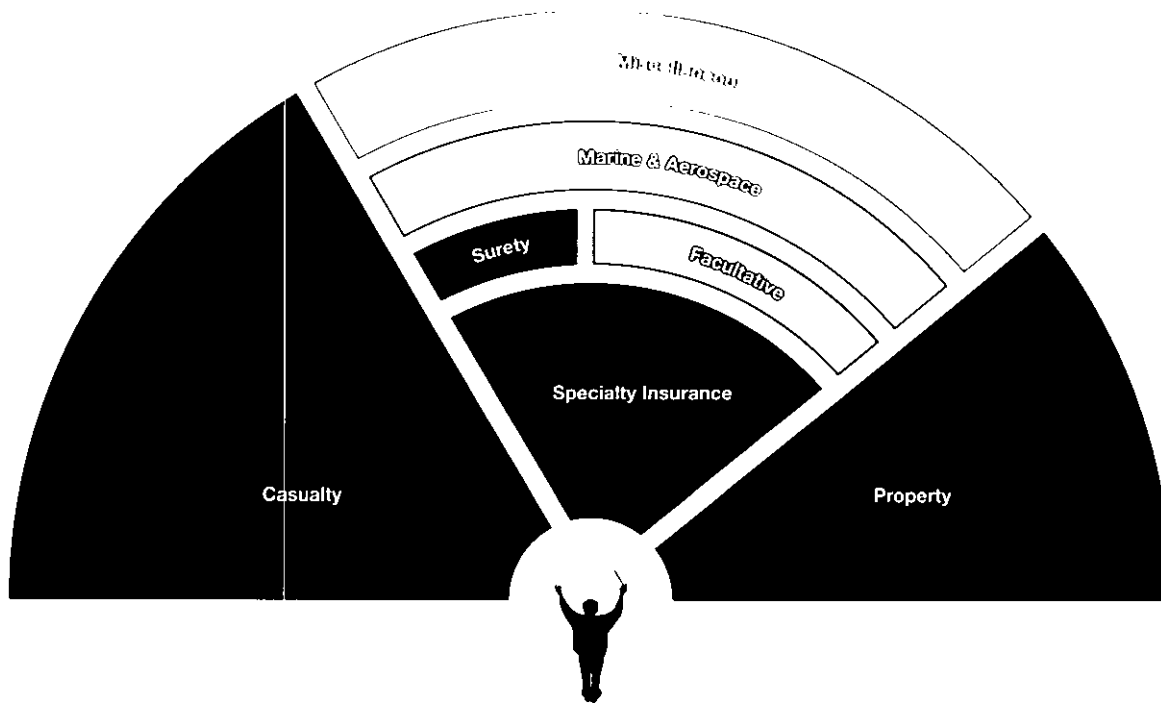 Marine & Aerospace
Surety
Facultative
Specialty Insurance
Casualty
Property